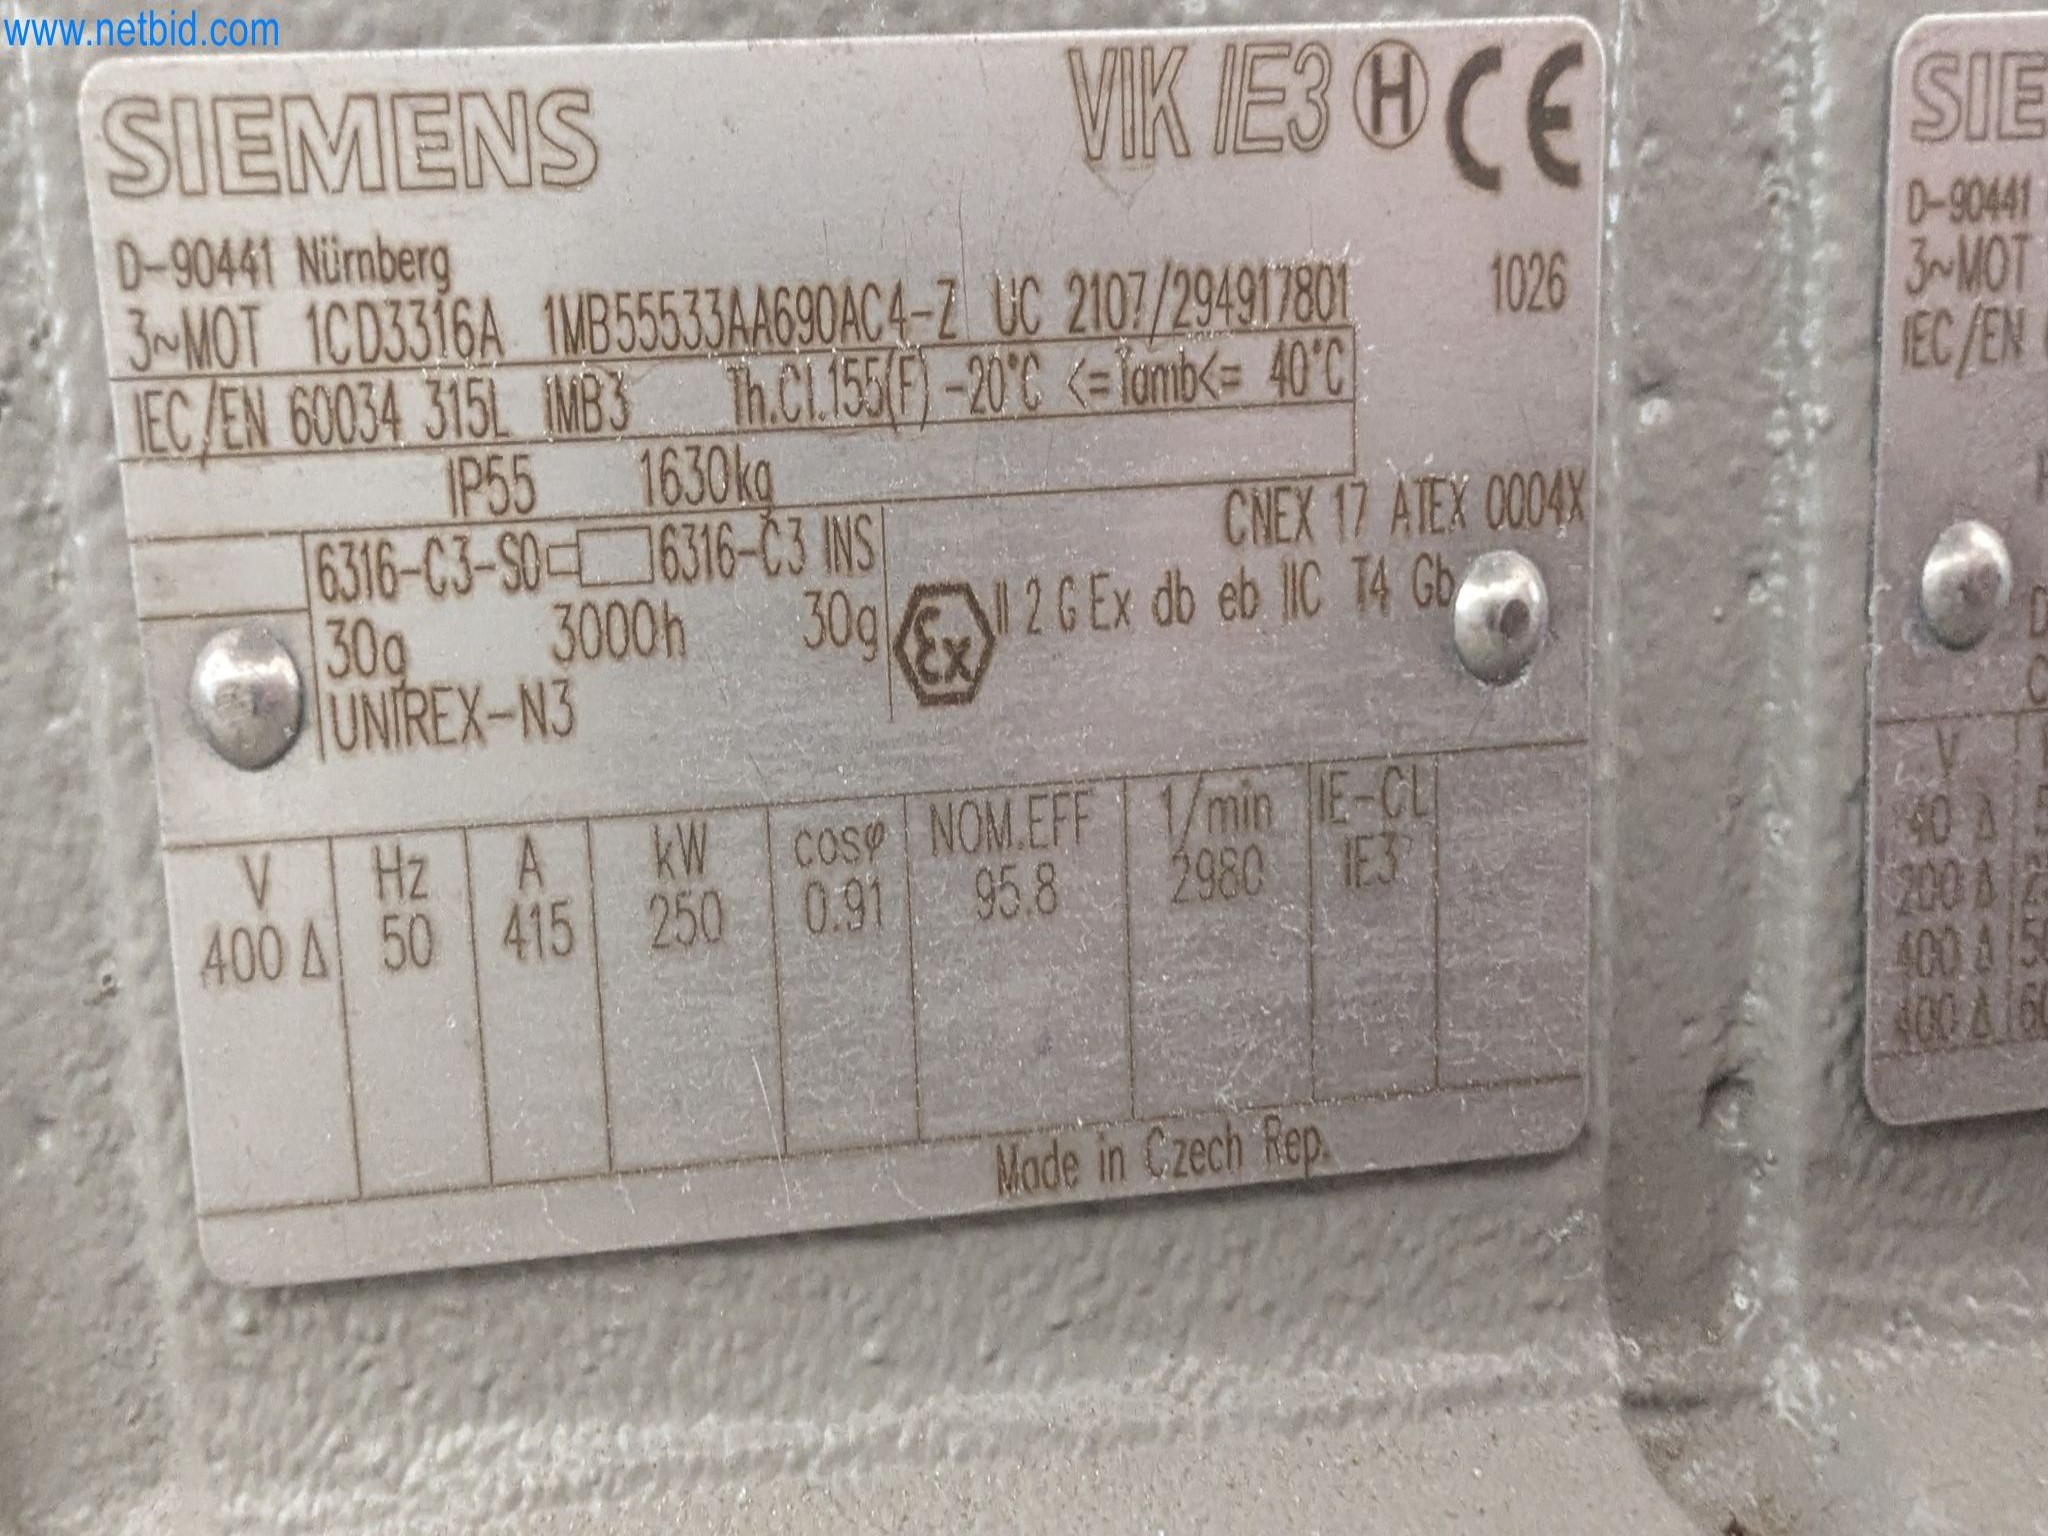 www.netbid.com
SIEMENS VIK IE3 H CE
D-90441 Nürnberg 1026
3~MOT 1CD3316A 1MB55533AA690AC4-Z UC 2107/294917801
IEC/EN 60034 315L IMB3 Th.Cl.155(F) -20°C <=Tamb<= 40°C
IP55 1630kg
CNEX 17 ATEX 0004X
6316-C3-S0 6316-C3 INS
Ex II 2 G Ex db eb IIC T4 Gb
30g 3000h 30g
UNIREX-N3
V Hz A kW cosφ NOM.EFF 1/min IE-CL
400 Δ 50 415 250 0.91 95.8 2980 IE3
Made in Czech Rep.
SIE
D-90441
3~MOT
IEC/EN
V
200 Δ
400 Δ
400 Δ 60